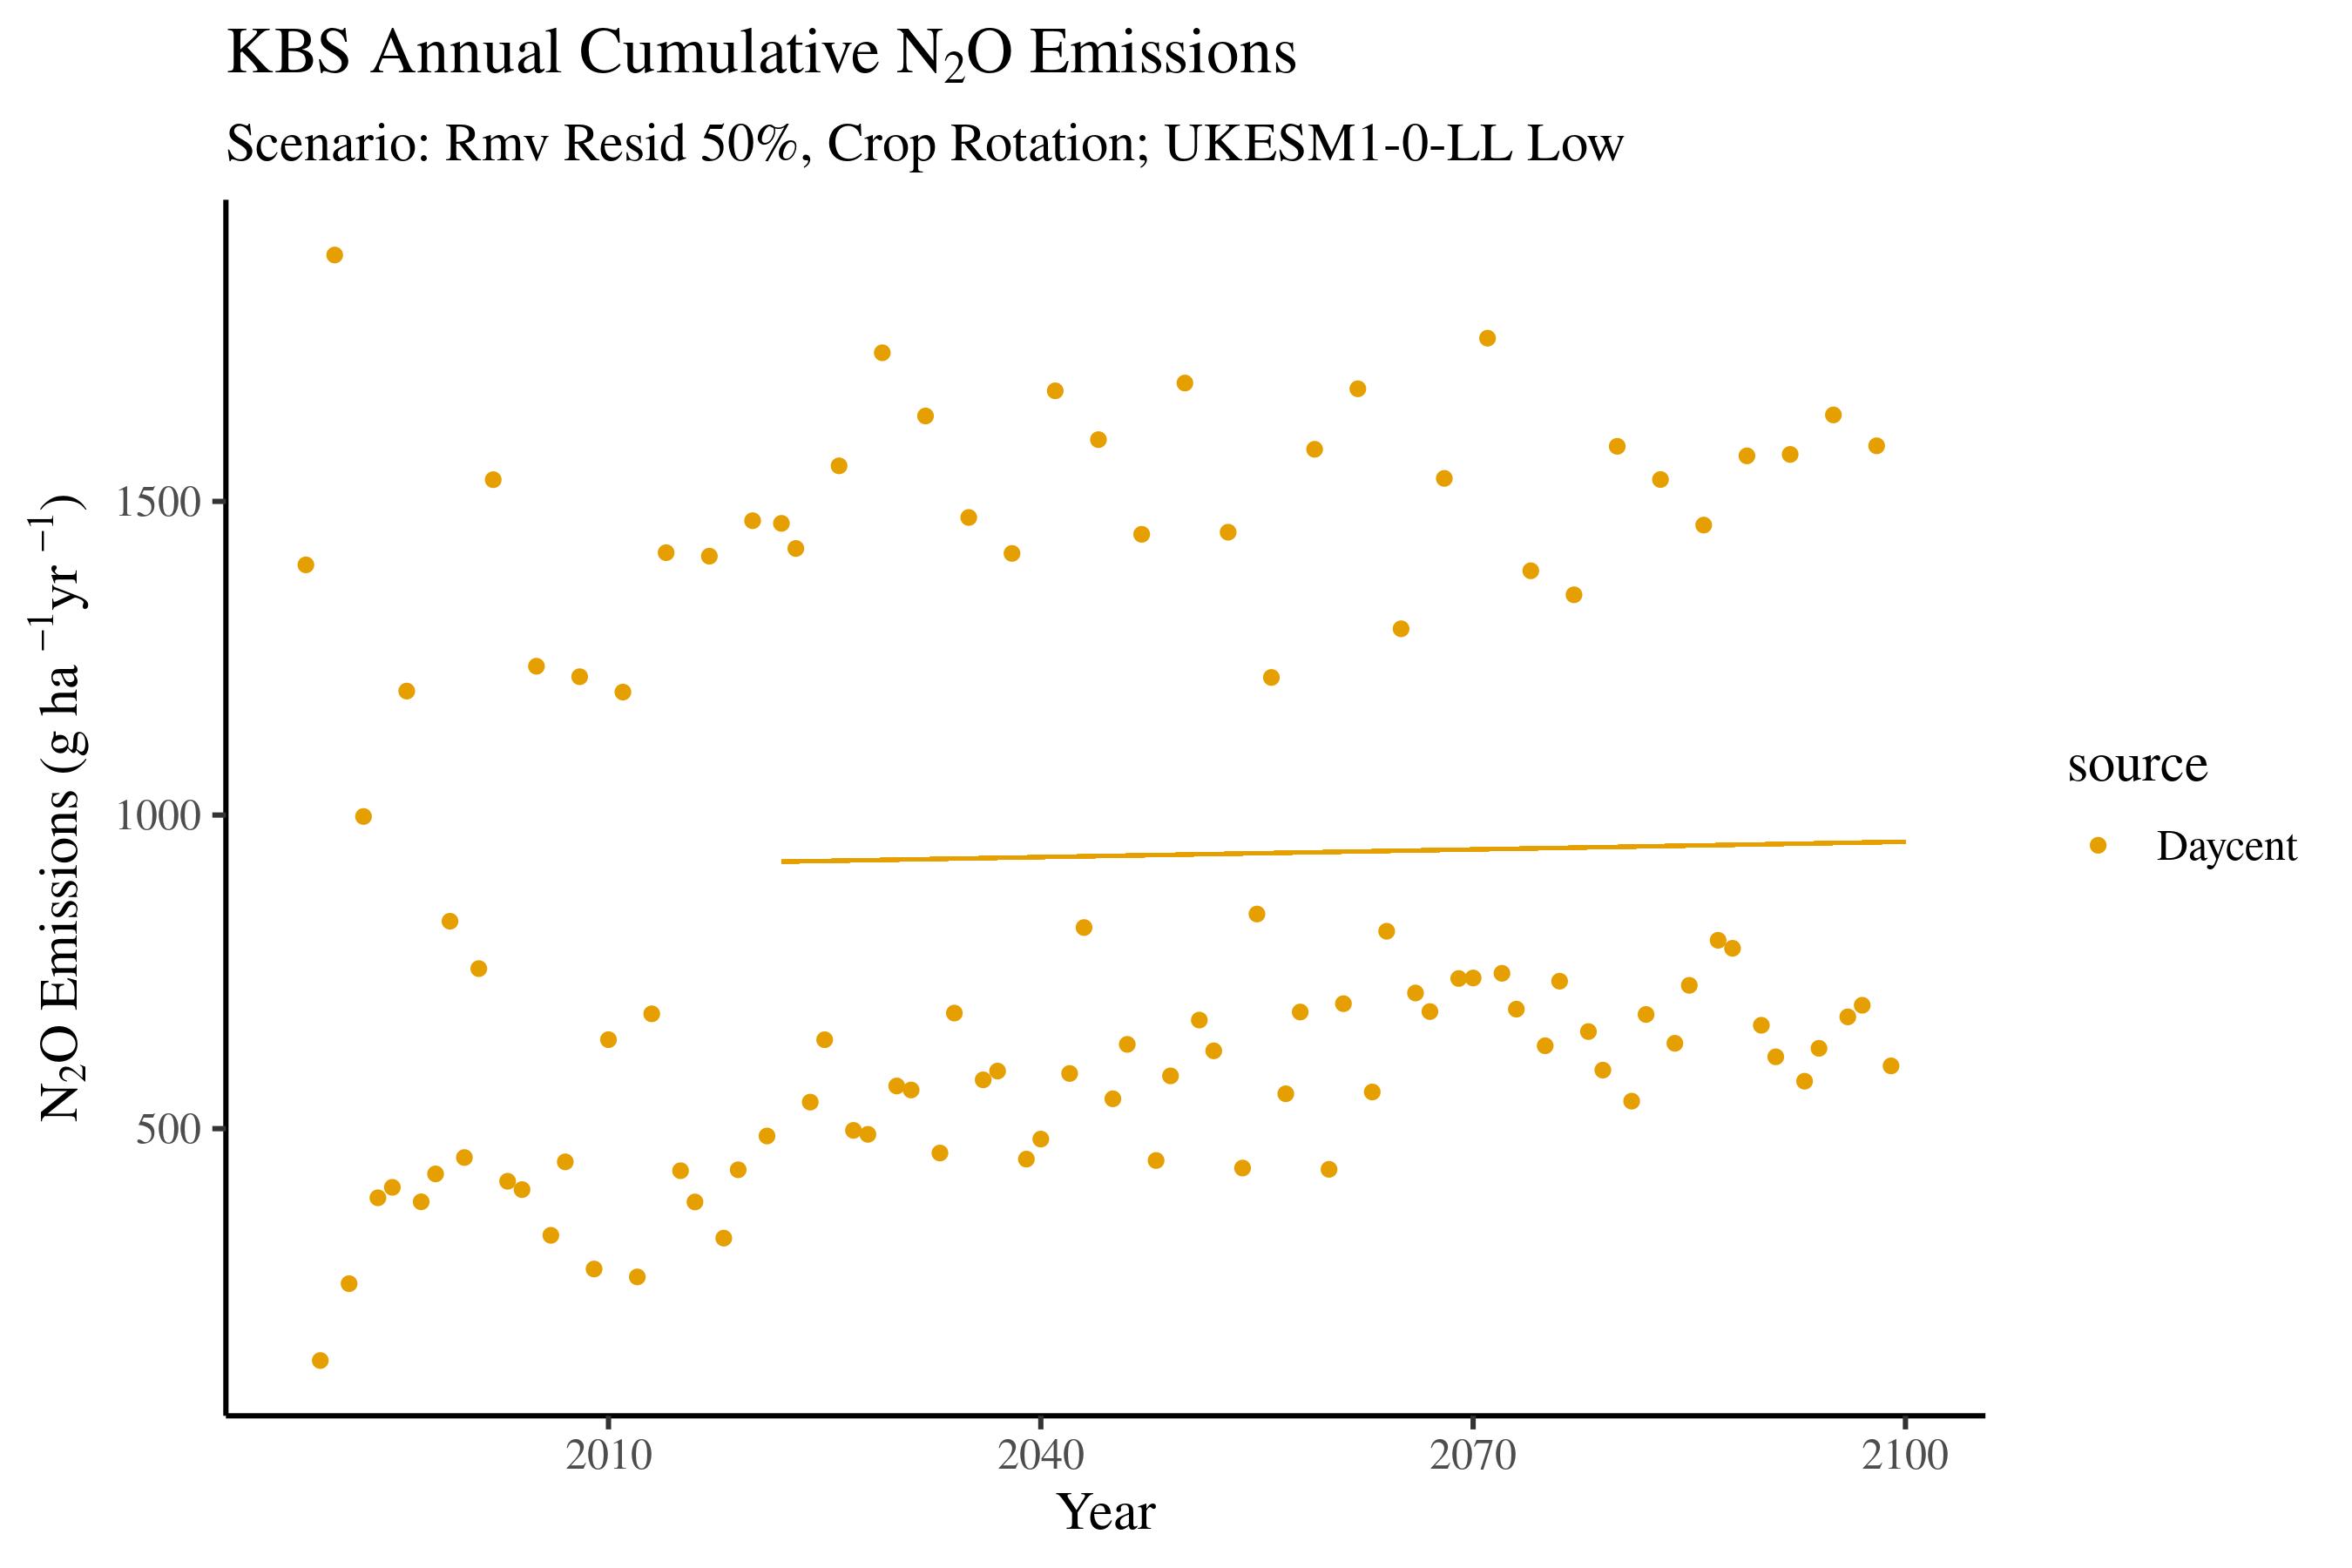 KBS Annual Cumulative N₂O Emissions
Scenario: Rmv Resid 50%, Crop Rotation; UKESM1-0-LL Low
N₂O Emissions (g ha⁻¹yr⁻¹)
1500
1000
500
2010
2040
2070
2100
Year
source
Daycent